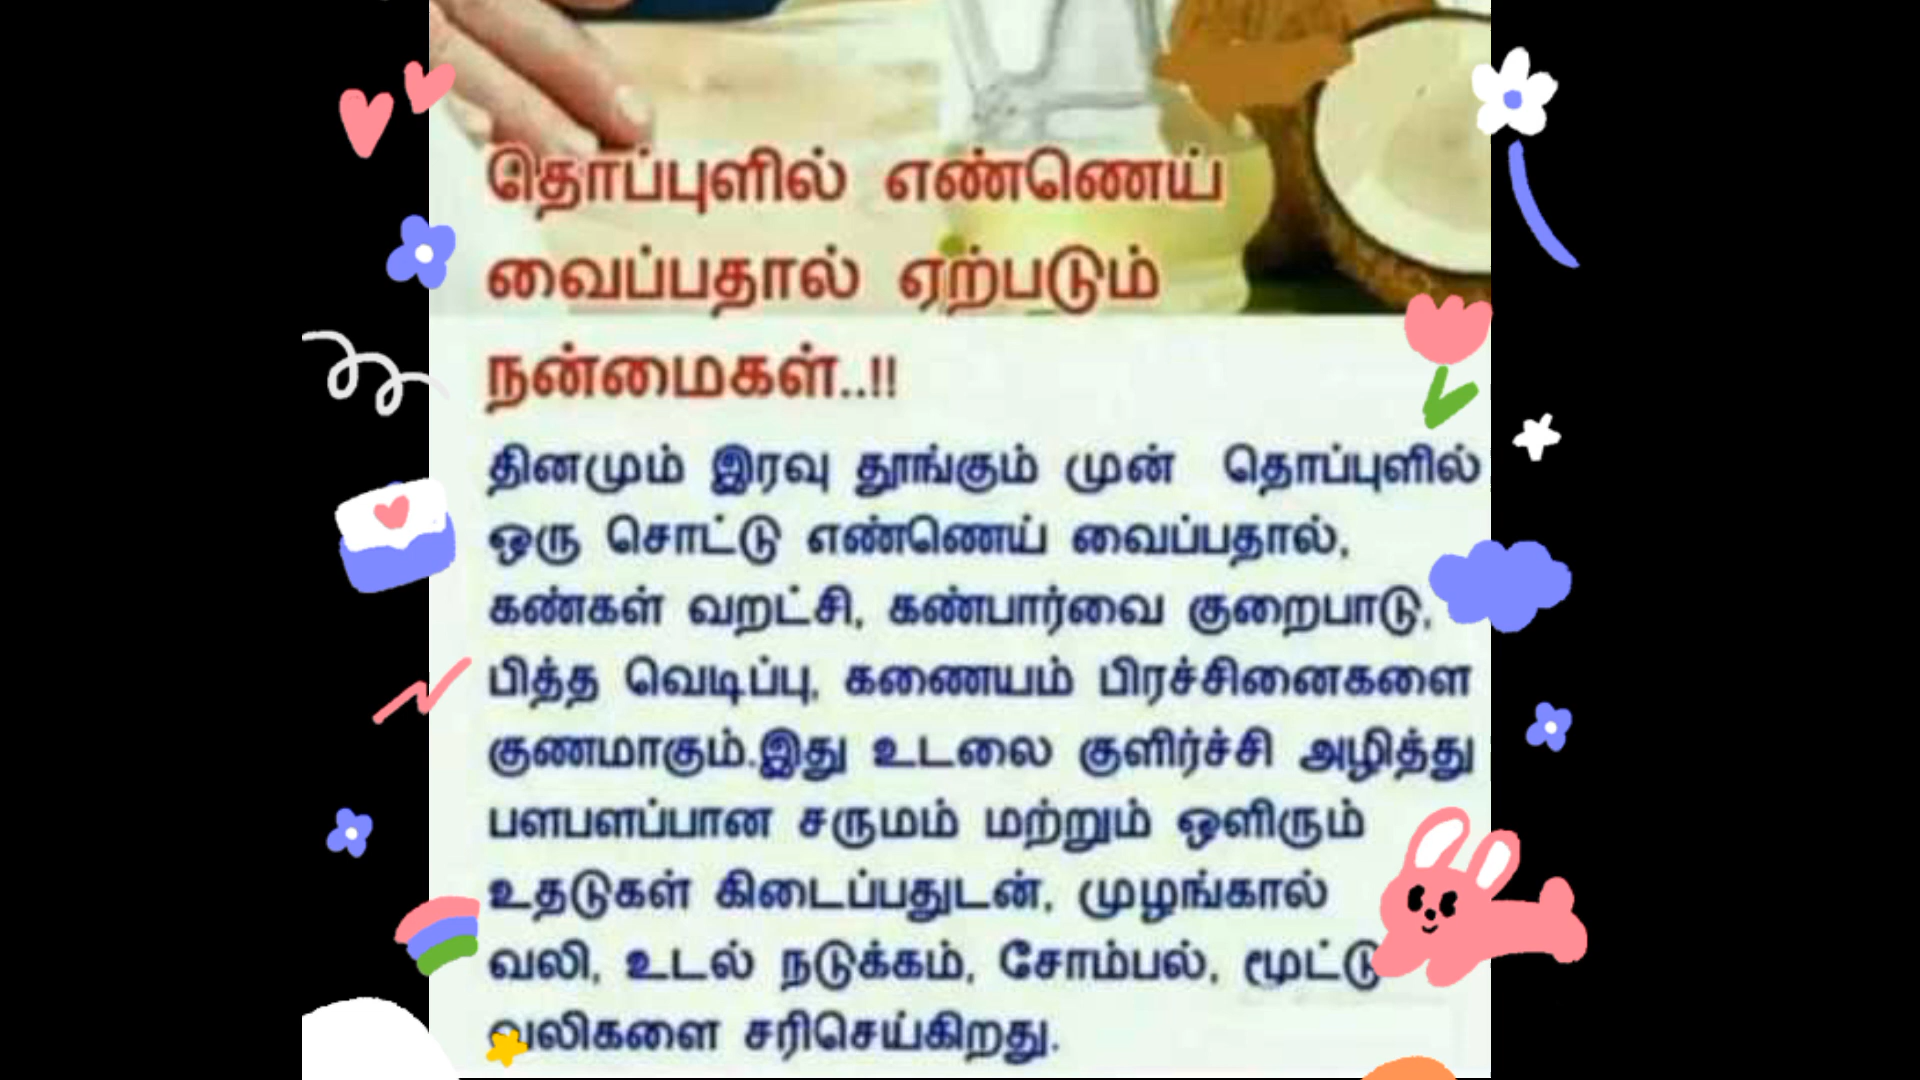 தொப்புளில் எண்ணெய்
வைப்பதால் ஏற்படும்
நன்மைகள்..!!
தினமும் இரவு தூங்கும் முன் தொப்புளில்
ஒரு சொட்டு எண்ணெய் வைப்பதால்,
கண்கள் வறட்சி, கண்பார்வை குறைபாடு,
பித்த வெடிப்பு, கணையம் பிரச்சினைகளை
குணமாகும்.இது உடலை குளிர்ச்சி அழித்து
பளபளப்பான சருமம் மற்றும் ஒளிரும்
உதடுகள் கிடைப்பதுடன், முழங்கால்
வலி, உடல் நடுக்கம், சோம்பல், மூட்டு
வலிகளை சரிசெய்கிறது.